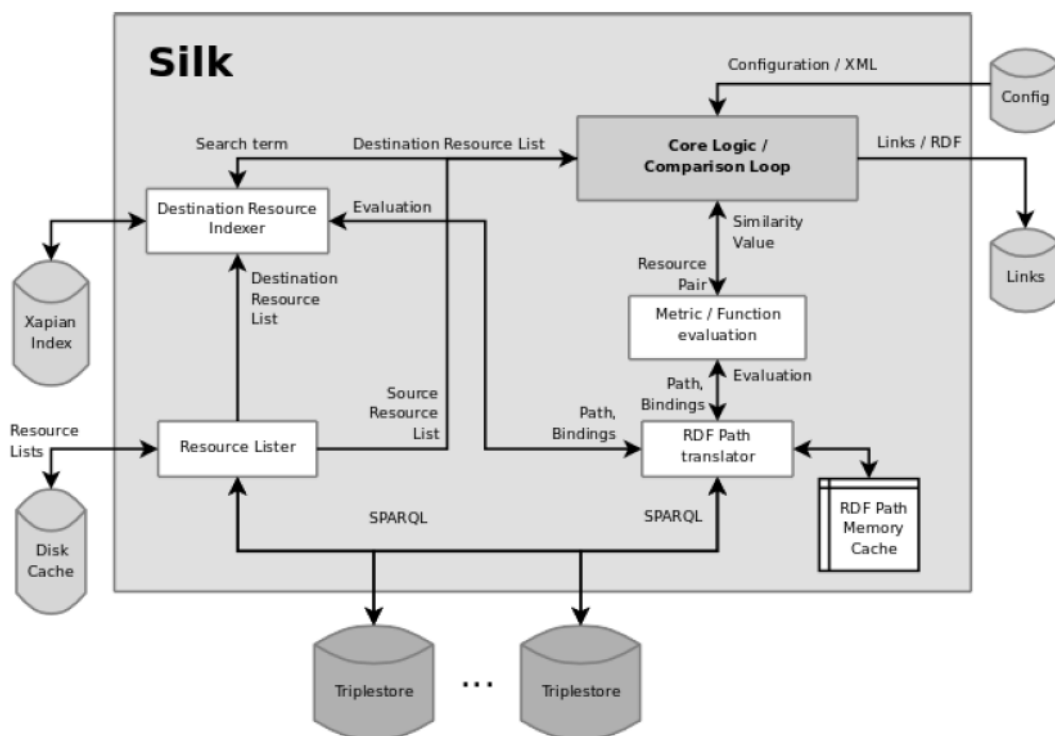 Silk
Configuration / XML
Config
Search term
Destination Resource List
Core Logic /
Comparison Loop
Links / RDF
Destination Resource
Indexer
Evaluation
Similarity
Value
Destination
Resource
List
Resource
Pair
Links
Xapian
Index
Metric / Function
evaluation
Source
Resource
List
Path,
Bindings
Evaluation
Resource
Lists
Resource Lister
Path,
Bindings
RDF Path
translator
SPARQL
SPARQL
RDF Path
Memory
Cache
Disk
Cache
Triplestore
...
Triplestore